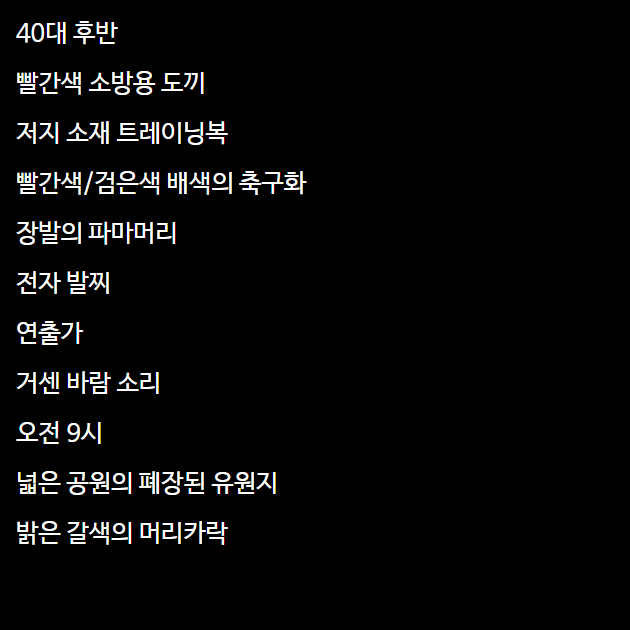 40대 후반
빨간색 소방용 도끼
저지 소재 트레이닝복
빨간색/검은색 배색의 축구화
장발의 파마머리
전자 발찌
연출가
거센 바람 소리
오전 9시
넓은 공원의 폐장된 유원지
밝은 갈색의 머리카락